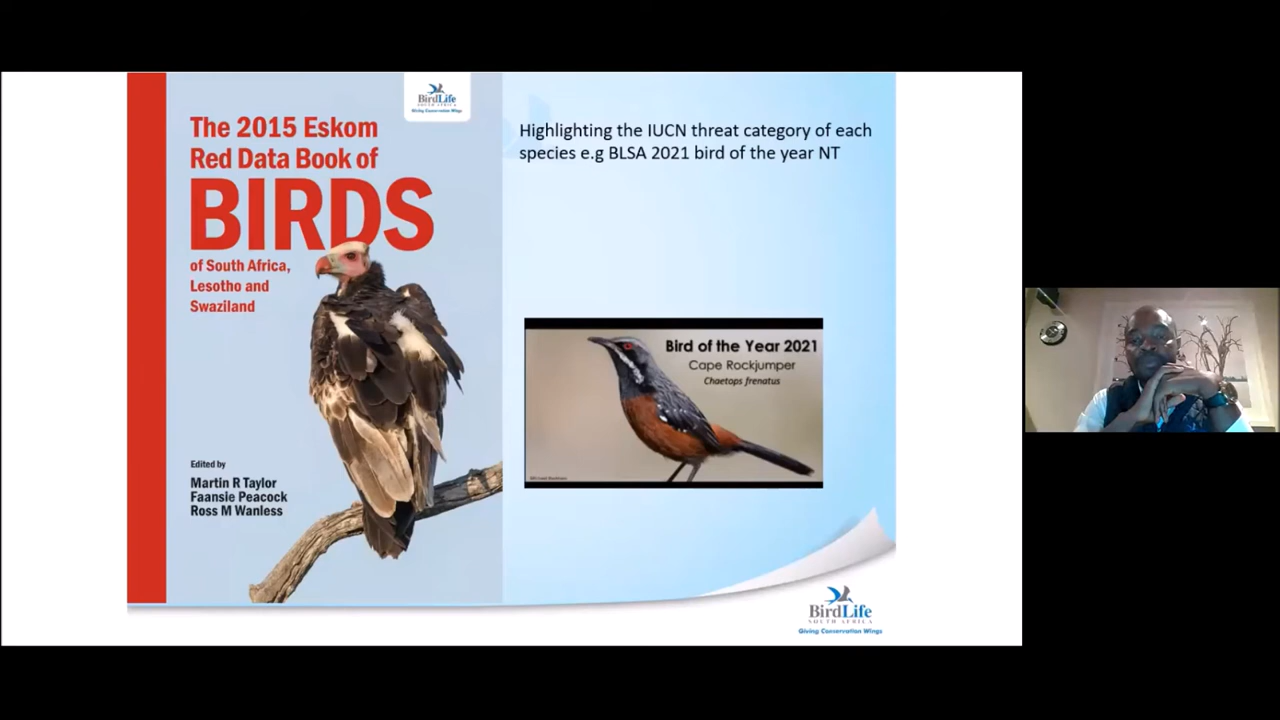 BirdLife
SOUTH AFRICA
Giving Conservation Wings
The 2015 Eskom
Red Data Book of
BIRDS
of South Africa,
Lesotho and
Swaziland
Edited by
Martin R Taylor
Faansie Peacock
Ross M Wanless
Highlighting the IUCN threat category of each
species e.g BLSA 2021 bird of the year NT
Bird of the Year 2021
Cape Rockjumper
Chaetops frenatus
BirdLife
SOUTH AFRICA
Giving Conservation Wings